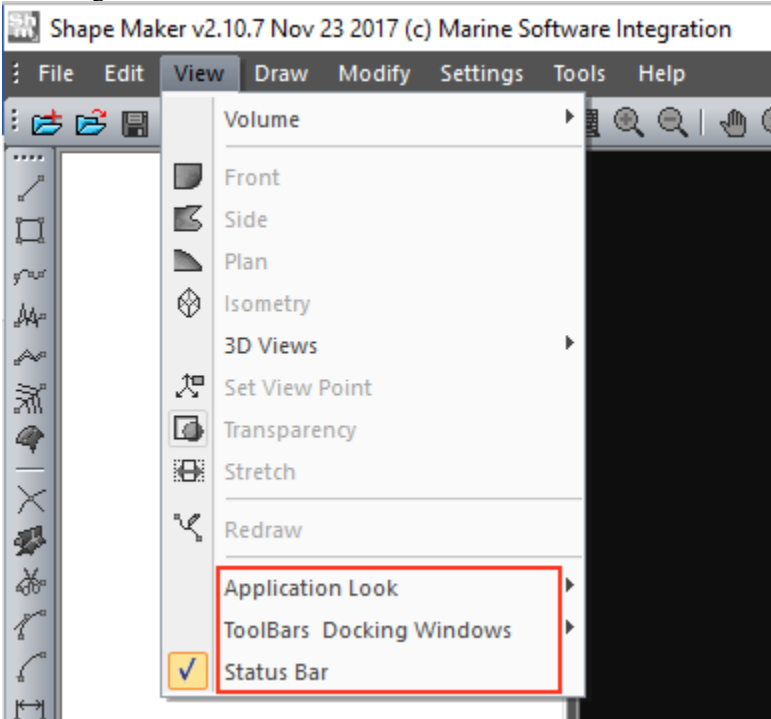 Shape Maker v2.10.7 Nov 23 2017 (c) Marine Software Integration
File Edit View Draw Modify Settings Tools Help
Volume
Front
Side
Plan
Isometry
3D Views
Set View Point
Transparency
Stretch
Redraw
Application Look
ToolBars  Docking Windows
Status Bar